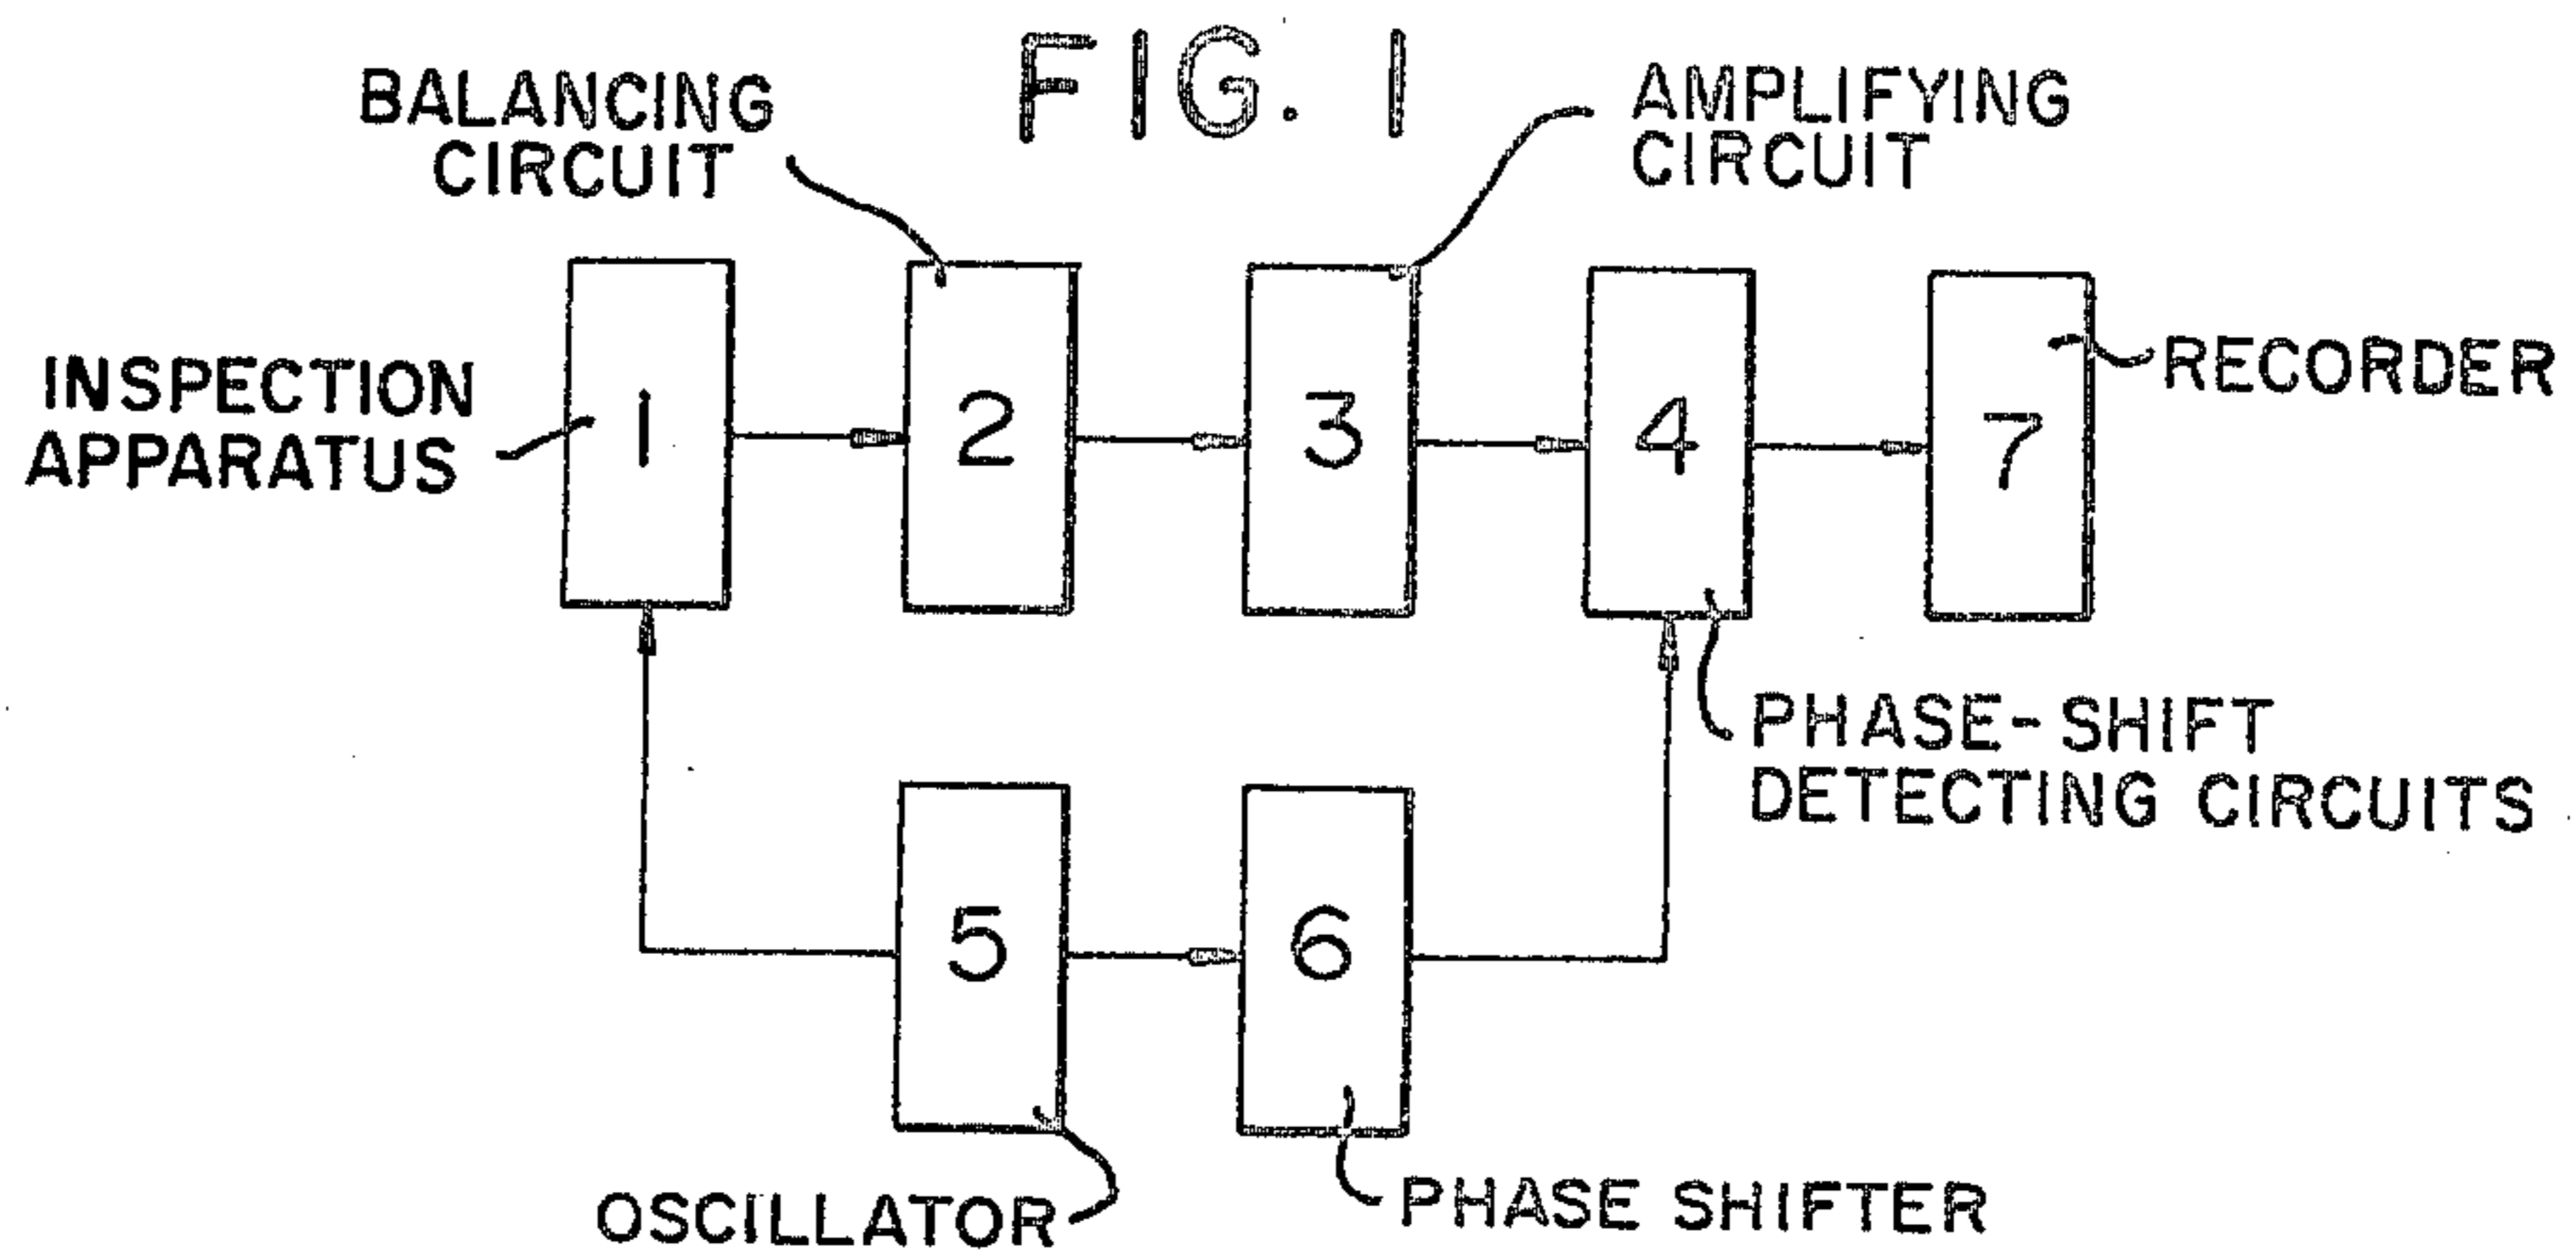 FIG. 1
BALANCING
CIRCUIT
AMPLIFYING
CIRCUIT
INSPECTION
APPARATUS
1
2
3
4
7
RECORDER
PHASE-SHIFT
DETECTING CIRCUITS
5
6
OSCILLATOR
PHASE SHIFTER